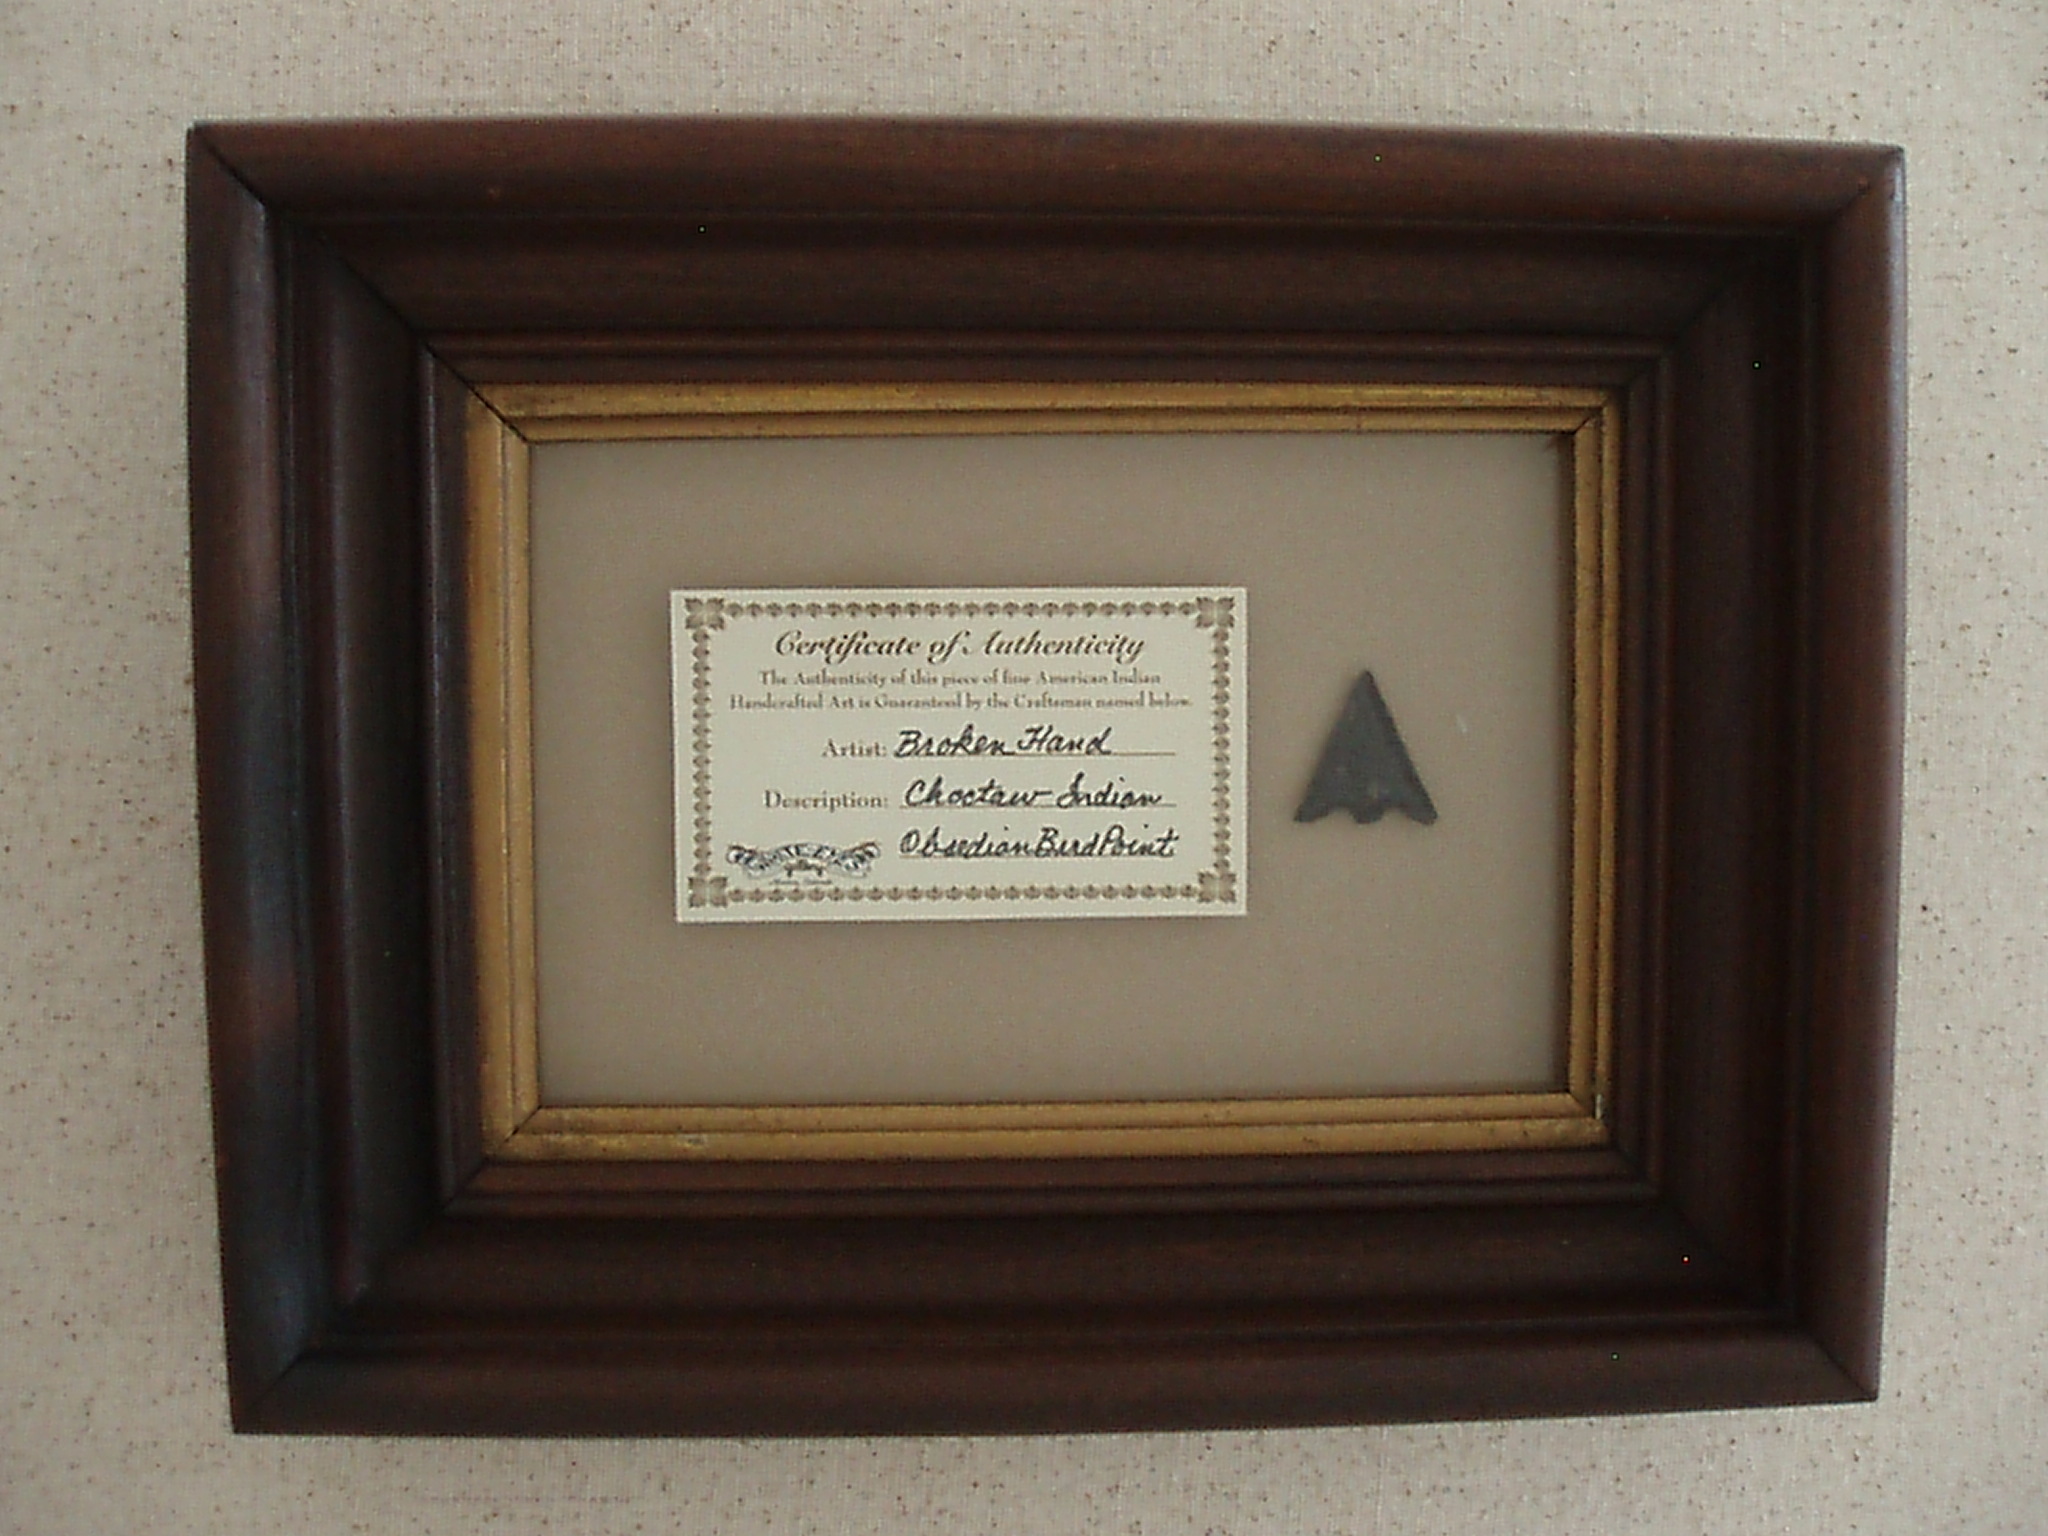 Certificate of Authenticity
The Authenticity of this piece of fine American Indian
Handcrafted Art is Guaranteed by the Craftsman named below.
Artist: Broken Hand
Description: Choctaw Indian
Obsedian Bird Point